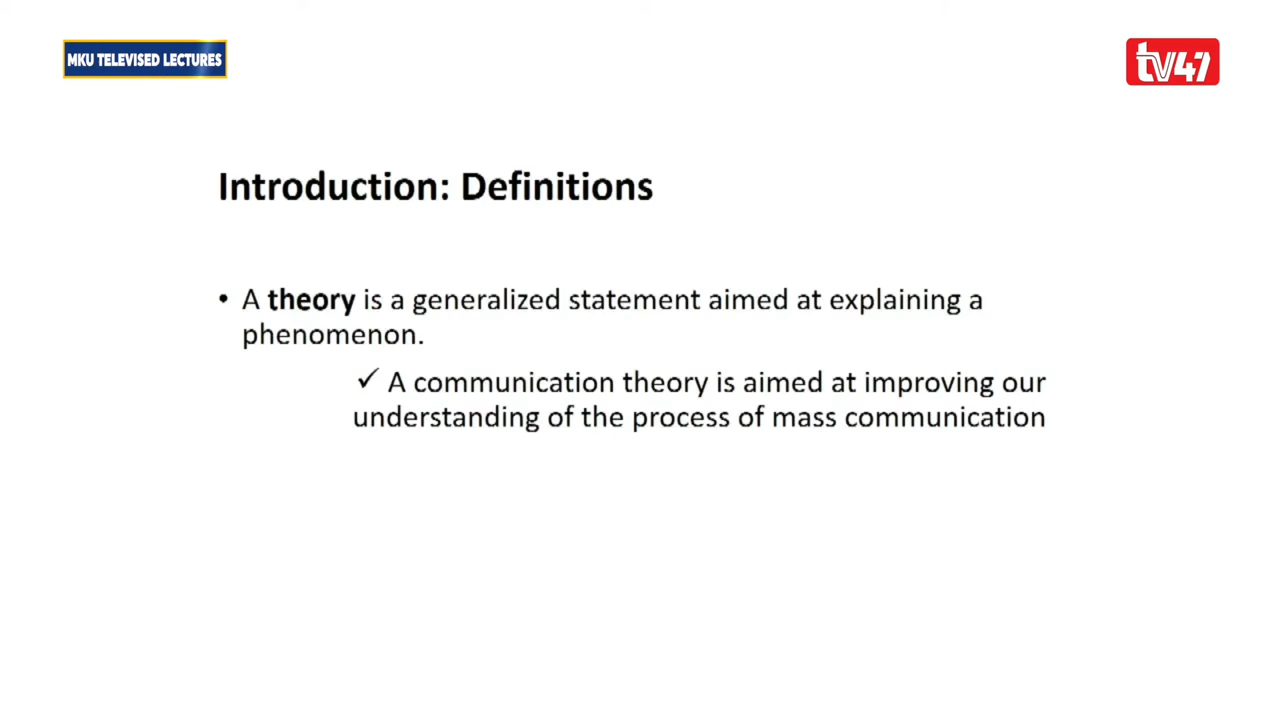 MKU TELEVISED LECTURES
tv47
Introduction: Definitions
• A theory is a generalized statement aimed at explaining a
phenomenon.
✓ A communication theory is aimed at improving our
understanding of the process of mass communication